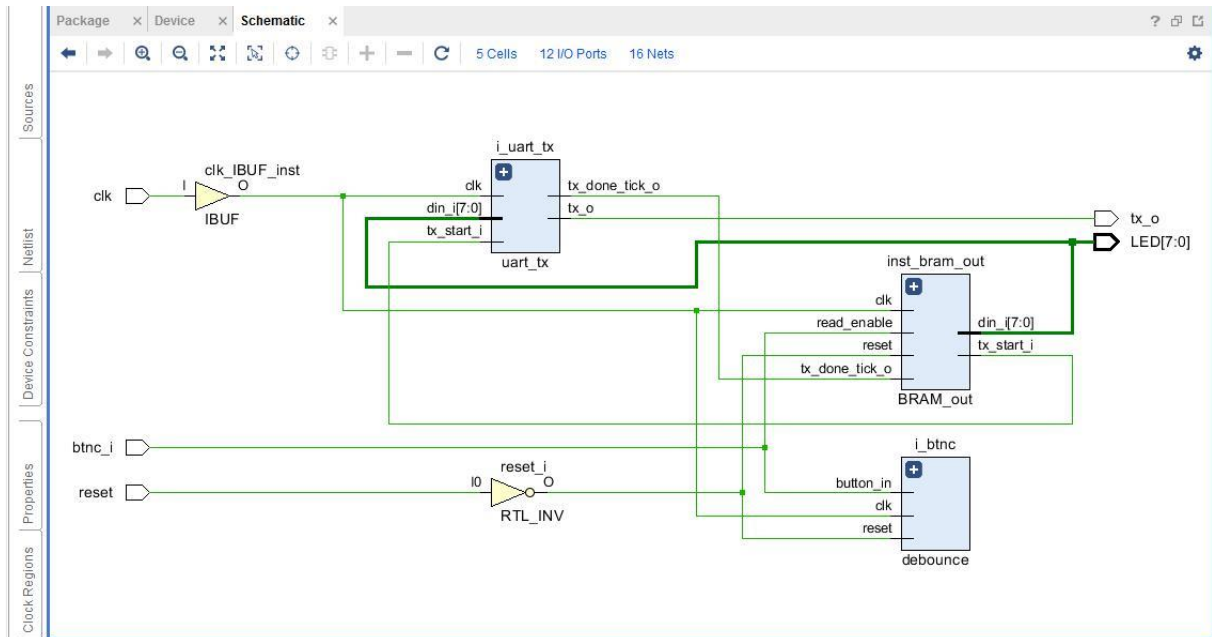 Package
Device
Schematic
5 Cells
12 I/O Ports
16 Nets
Sources
Netlist
Device Constraints
Properties
Clock Regions
clk
I
clk_IBUF_inst
O
IBUF
i_uart_tx
clk
din_i[7:0]
tx_start_i
tx_done_tick_o
tx_o
uart_tx
tx_o
LED[7:0]
inst_bram_out
clk
read_enable
reset
tx_done_tick_o
din_i[7:0]
tx_start_i
BRAM_out
btnc_i
reset
reset_i
I0
O
RTL_INV
i_btnc
button_in
clk
reset
debounce